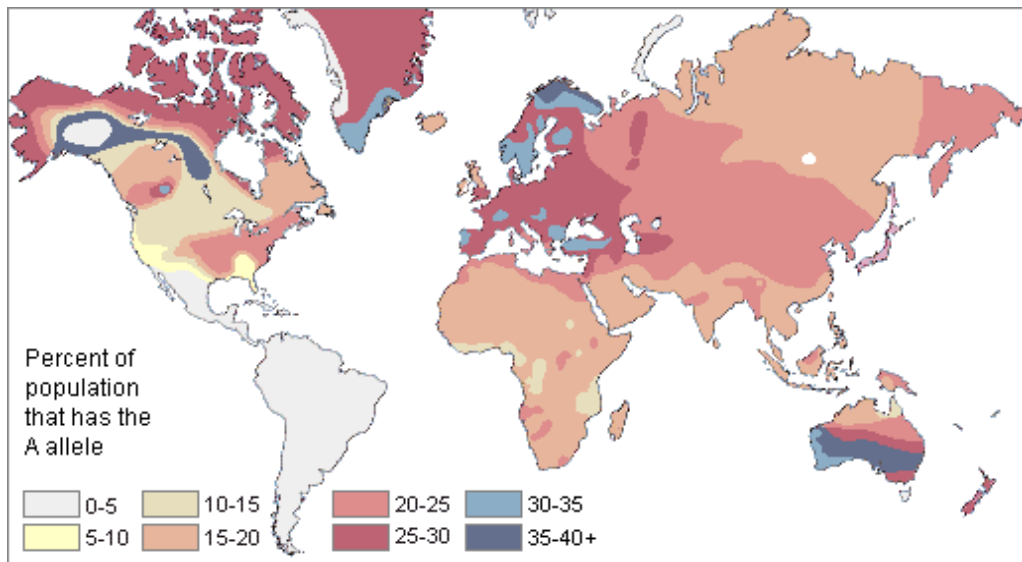 Percent of
population
that has the
A allele
0-5
10-15
20-25
30-35
5-10
15-20
25-30
35-40+